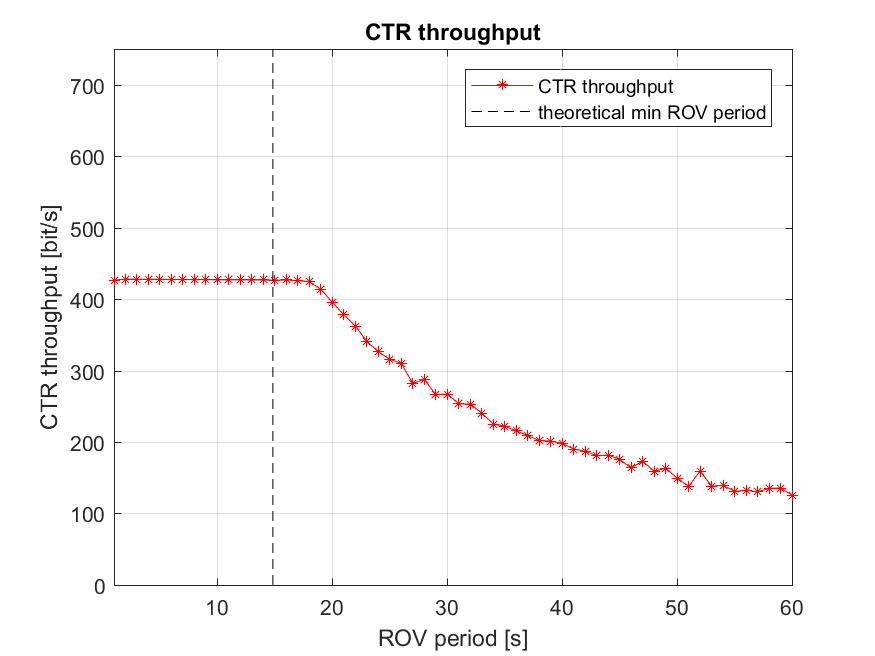 CTR throughput
CTR throughput
theoretical min ROV period
CTR throughput [bit/s]
700
600
500
400
300
200
100
0
10 20 30 40 50 60
ROV period [s]